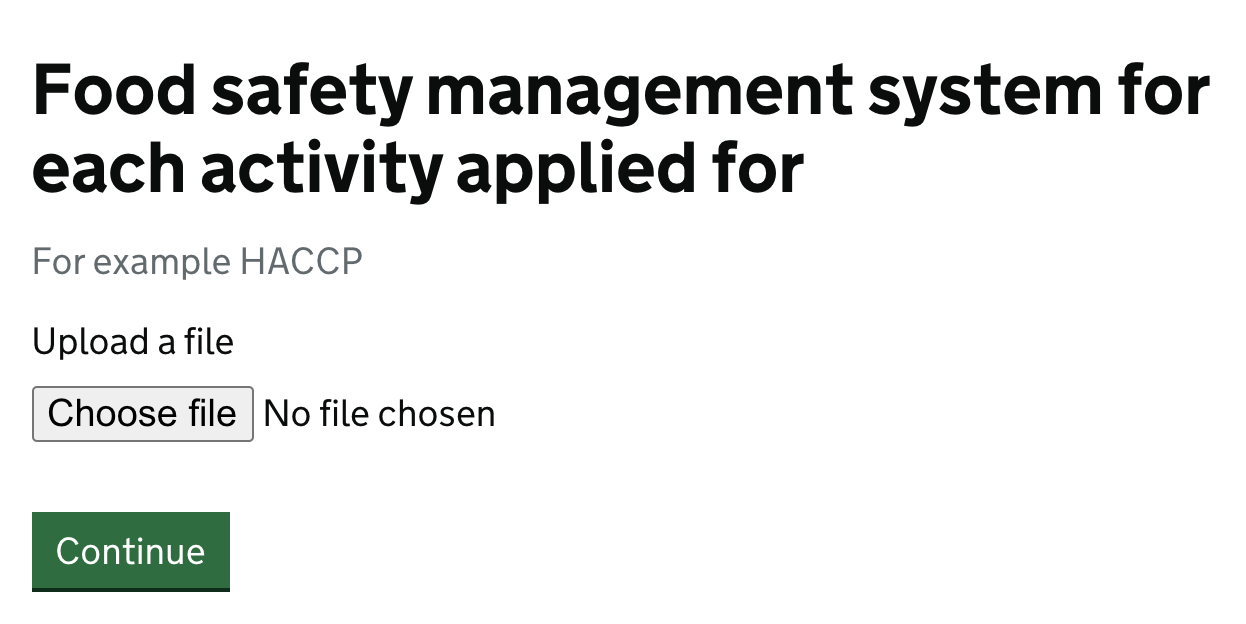 Food safety management system for
each activity applied for
For example HACCP
Upload a file
Choose file No file chosen
Continue